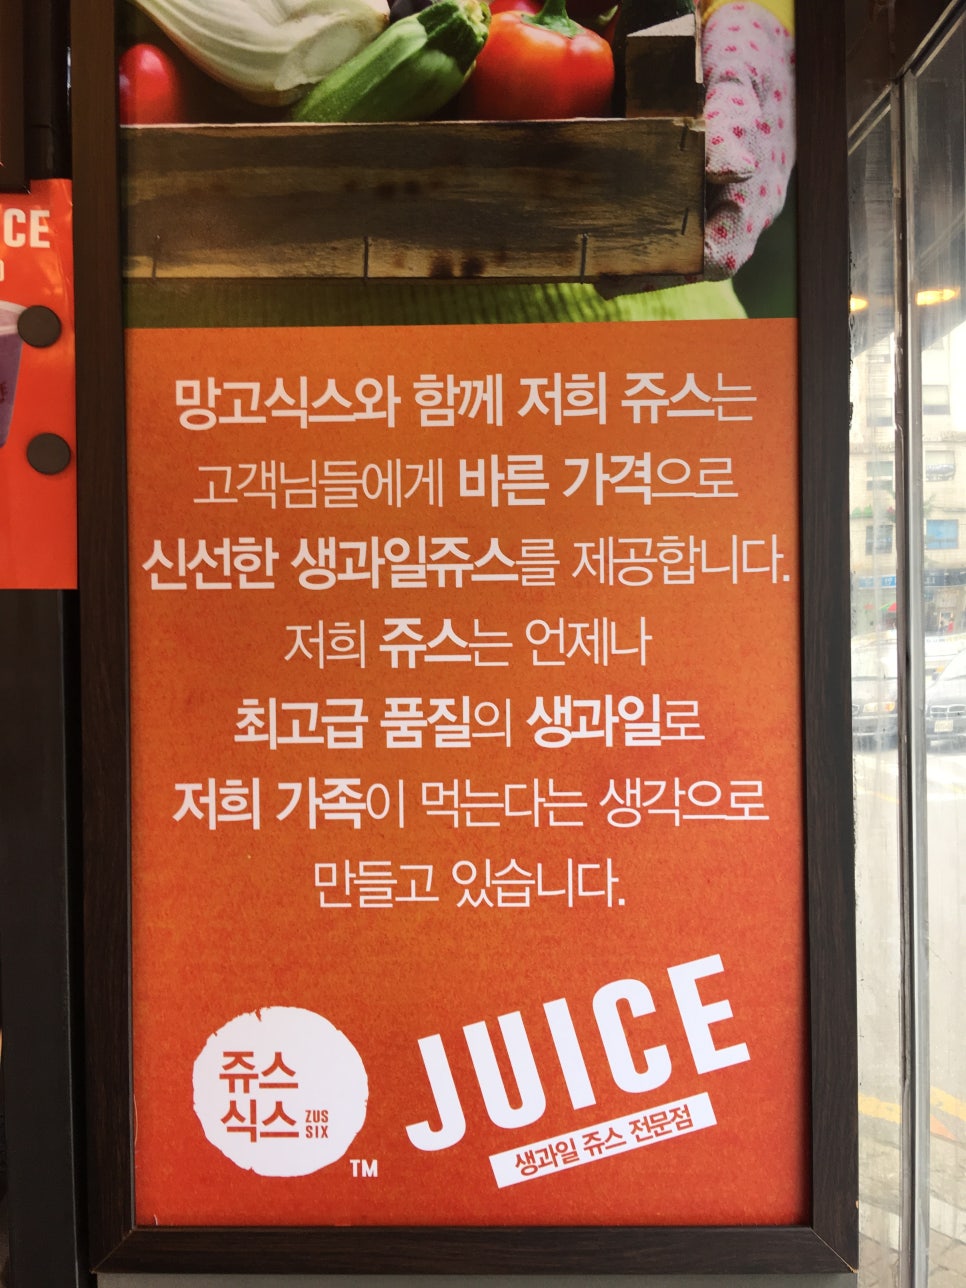 UICE
망고식스와 함께 저희 쥬스는
고객님들에게 바른 가격으로
신선한 생과일쥬스를 제공합니다.
저희 쥬스는 언제나
최고급 품질의 생과일로
저희 가족이 먹는다는 생각으로
만들고 있습니다.
쥬스
식스 ZUS
SIX
TM
JUICE
생과일 쥬스 전문점